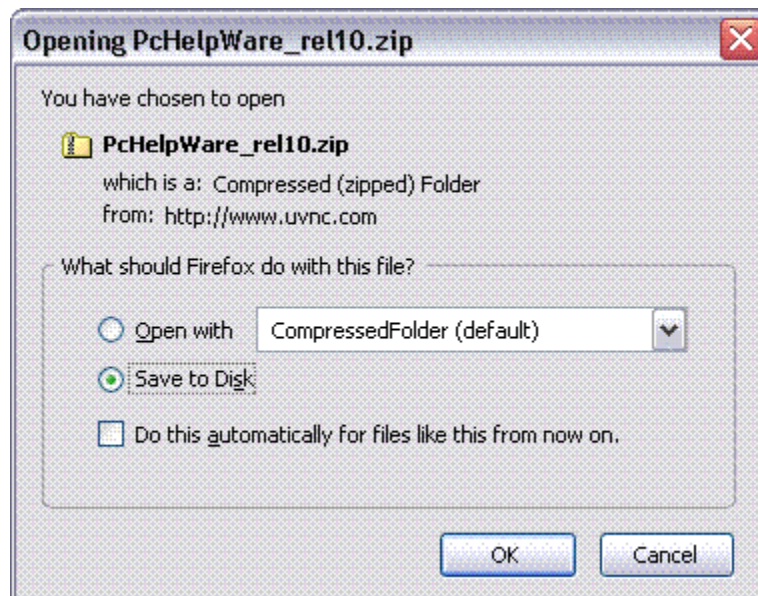 Opening PcHelpWare_rel10.zip
You have chosen to open
PcHelpWare_rel10.zip
which is a: Compressed (zipped) Folder
from: http://www.uvnc.com
What should Firefox do with this file?
Open with CompressedFolder (default)
Save to Disk
Do this automatically for files like this from now on.
OK Cancel